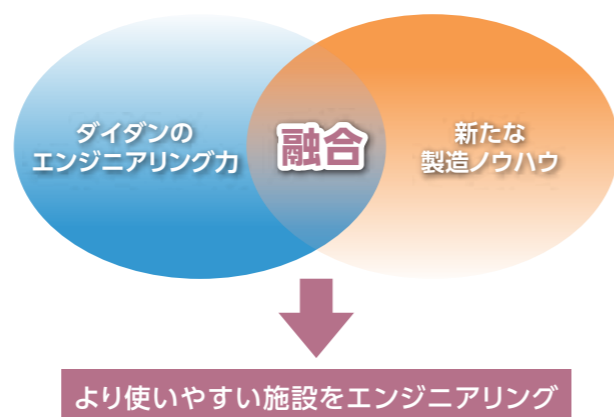 ダイダンの
エンジニアリング力
融合
新たな
製造ノウハウ
より使いやすい施設をエンジニアリング